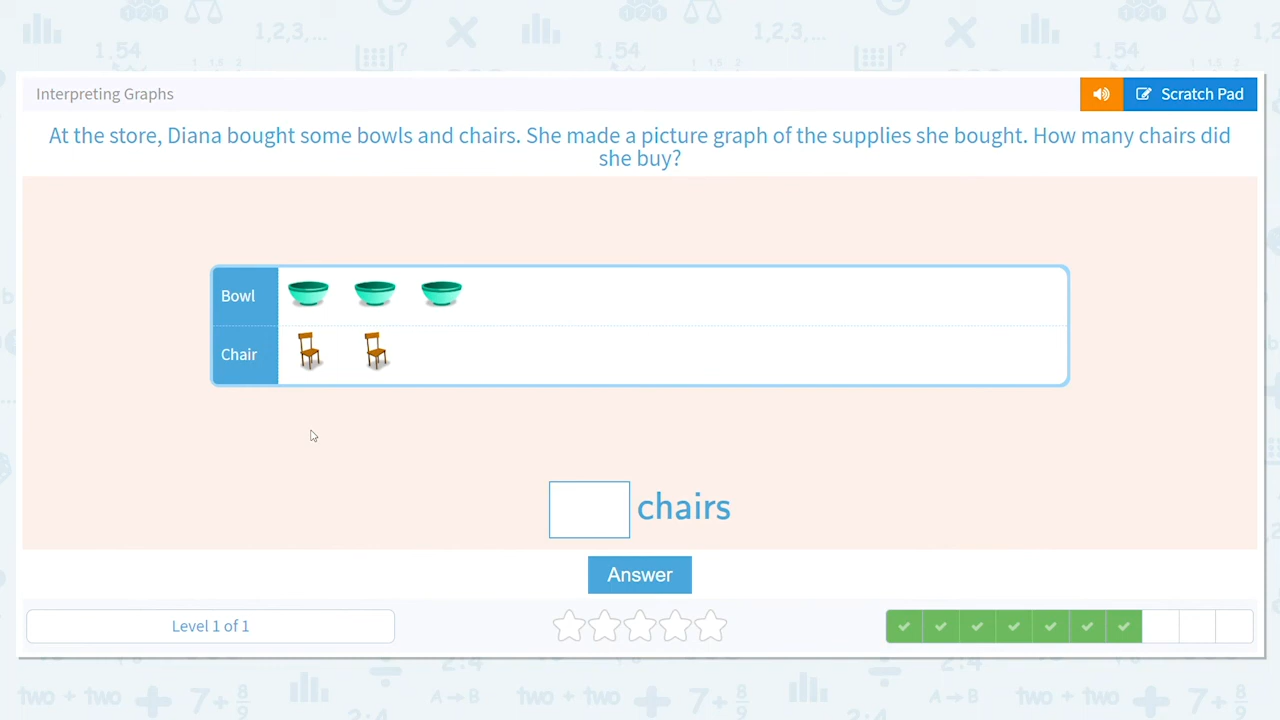 Interpreting Graphs
Scratch Pad
At the store, Diana bought some bowls and chairs. She made a picture graph of the supplies she bought. How many chairs did
she buy?
Bowl
Chair
chairs
Answer
Level 1 of 1